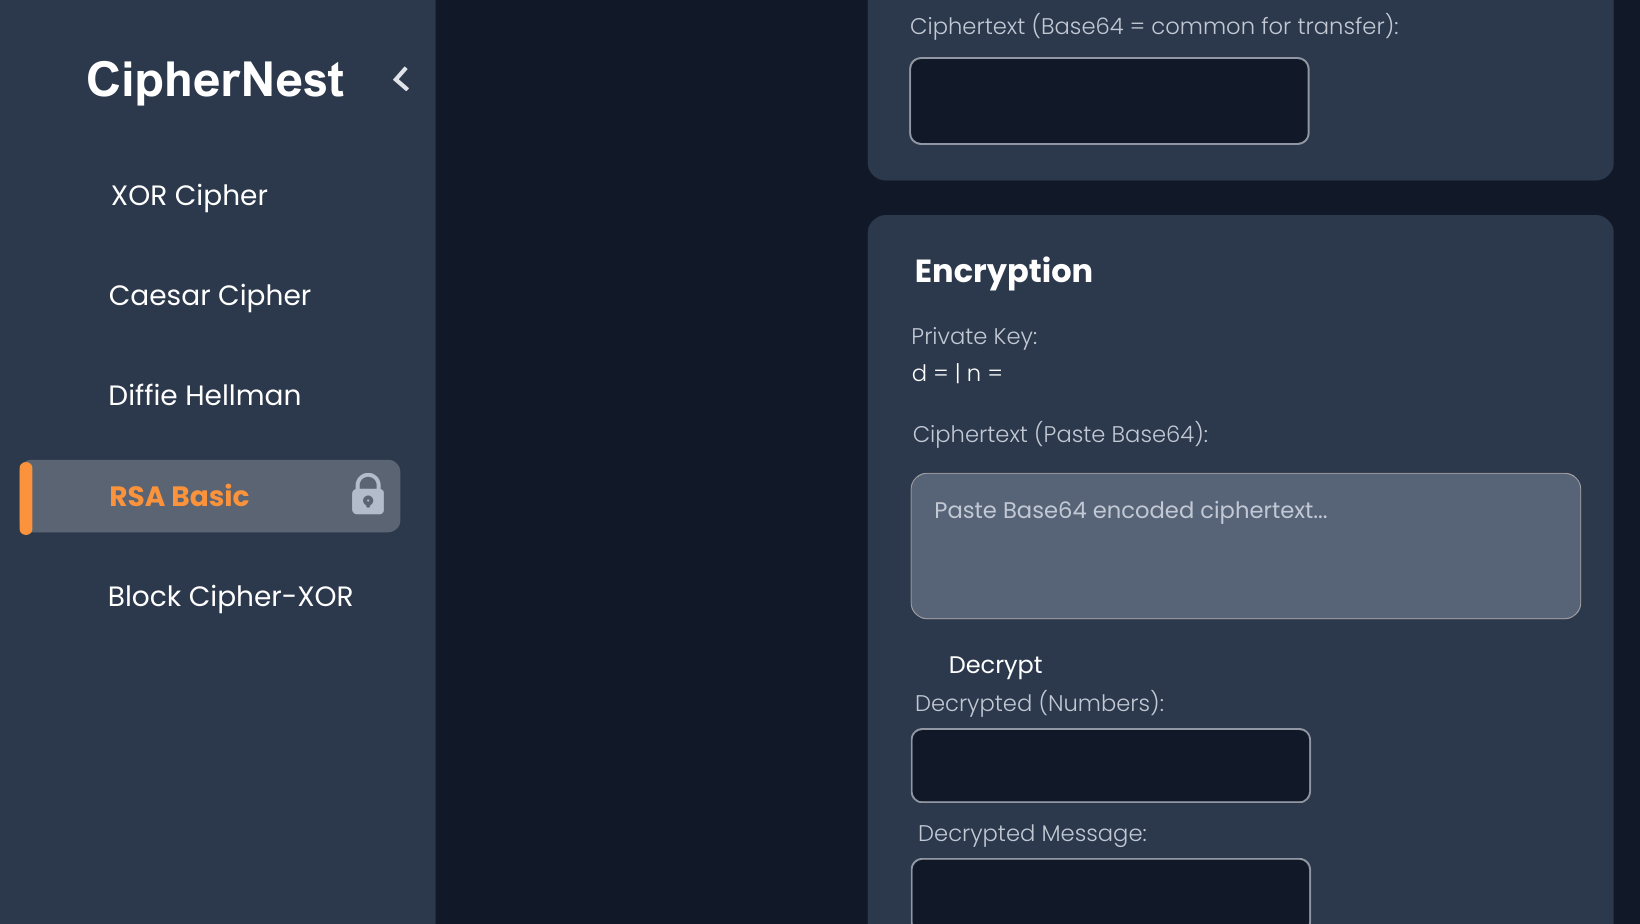 CipherNest
XOR Cipher
Caesar Cipher
Diffie Hellman
RSA Basic
Block Cipher-XOR
Ciphertext (Base64 = common for transfer):
Encryption
Private Key:
d = | n =
Ciphertext (Paste Base64):
Paste Base64 encoded ciphertext...
Decrypt
Decrypted (Numbers):
Decrypted Message: